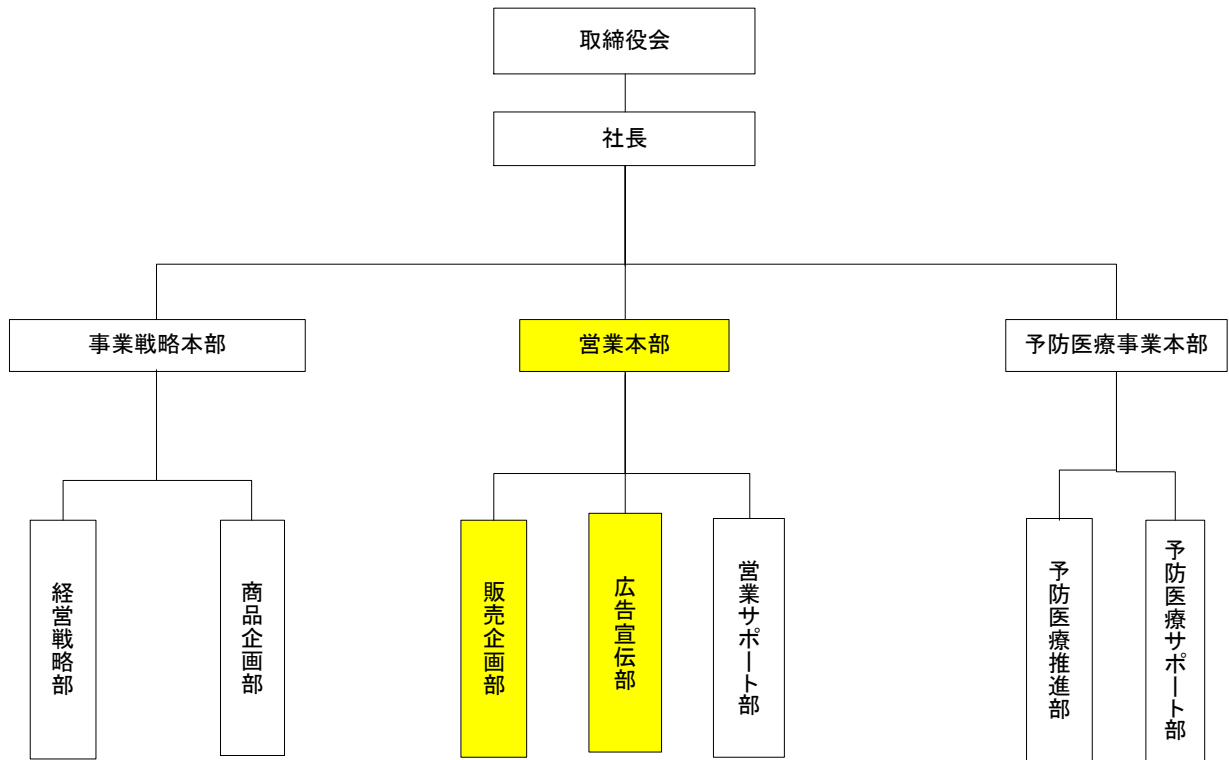 取締役会
社長
事業戦略本部
営業本部
予防医療事業本部
経営戦略部
商品企画部
販売企画部
広告宣伝部
営業サポート部
予防医療推進部
予防医療サポート部